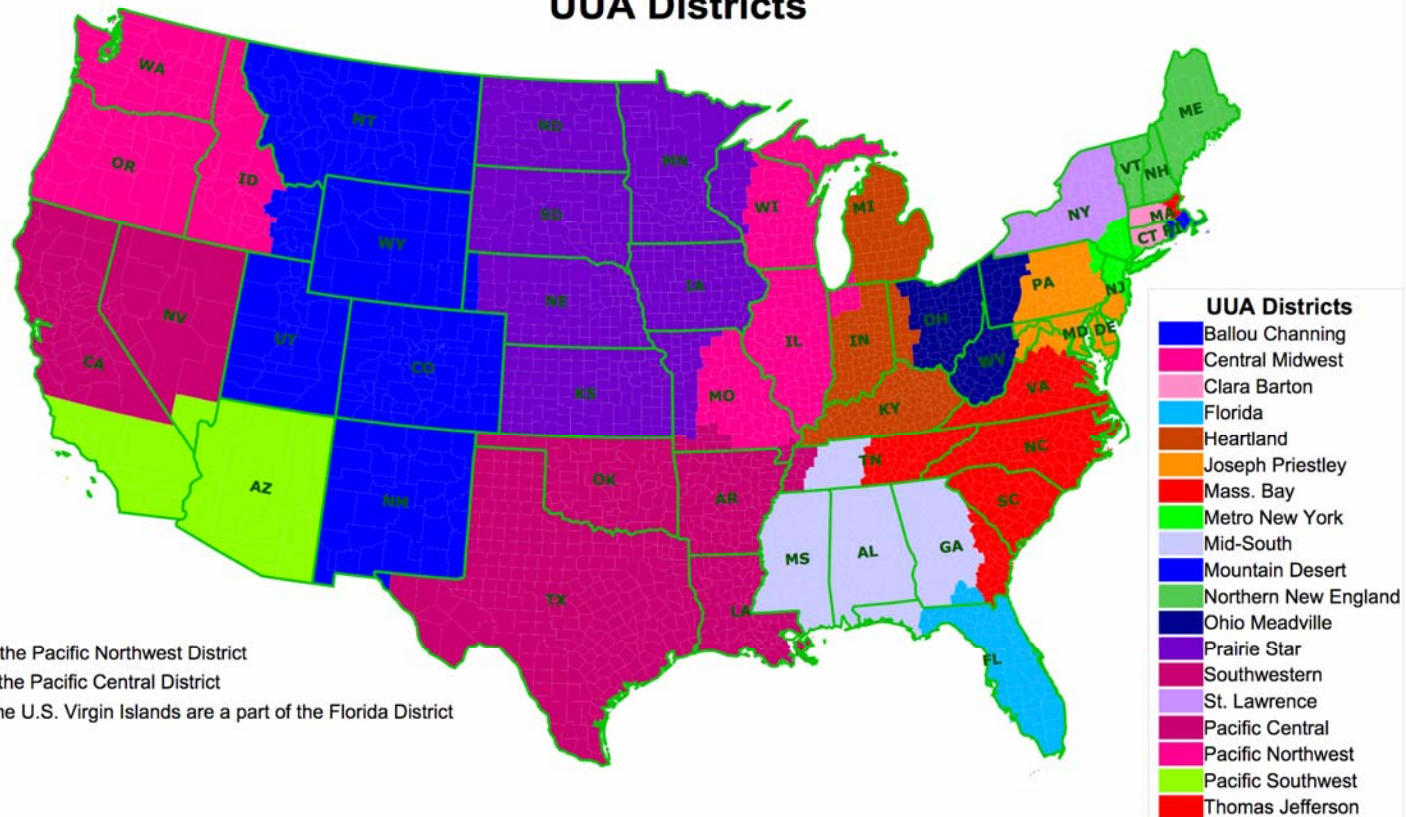 UUA Districts
WA
MT
ND
MN
ME
VT
NH
OR
ID
SD
WI
MI
NY
MA
CT RI
WY
NE
IA
PA
NJ
NV
UT
CO
KS
MO
IL
IN
OH
WV
MD DE
CA
KY
VA
AZ
NM
OK
AR
TN
NC
SC
TX
LA
MS
AL
GA
FL
the Pacific Northwest District
the Pacific Central District
he U.S. Virgin Islands are a part of the Florida District
UUA Districts
Ballou Channing
Central Midwest
Clara Barton
Florida
Heartland
Joseph Priestley
Mass. Bay
Metro New York
Mid-South
Mountain Desert
Northern New England
Ohio Meadville
Prairie Star
Southwestern
St. Lawrence
Pacific Central
Pacific Northwest
Pacific Southwest
Thomas Jefferson